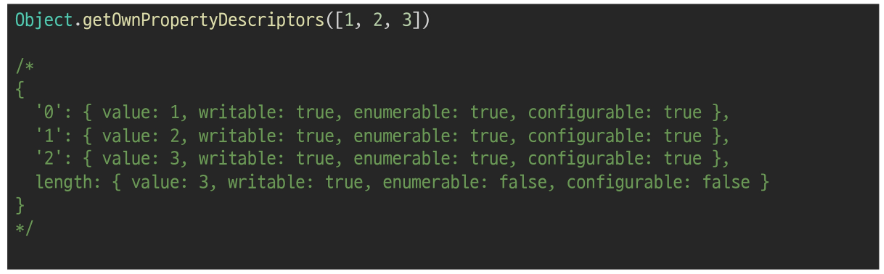 Object.getOwnPropertyDescriptors([1, 2, 3])
/*
{
  '0': { value: 1, writable: true, enumerable: true, configurable: true },
  '1': { value: 2, writable: true, enumerable: true, configurable: true },
  '2': { value: 3, writable: true, enumerable: true, configurable: true },
  length: { value: 3, writable: true, enumerable: false, configurable: false }
}
*/